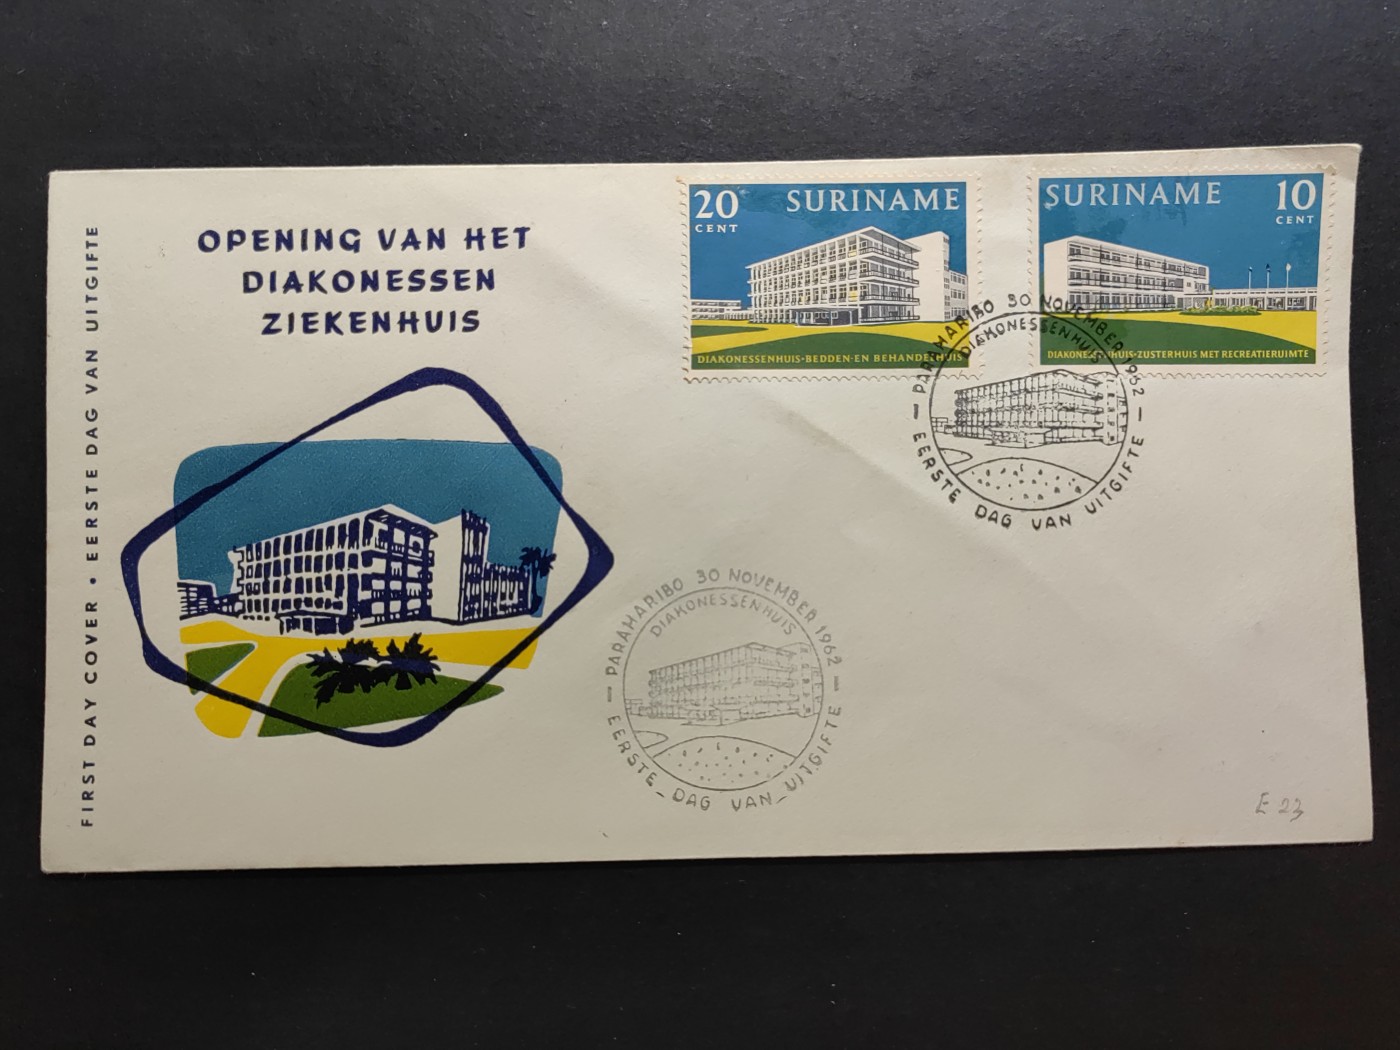 FIRST DAY COVER • EERSTE DAG VAN UITGIFTE
OPENING VAN HET
DIAKONESSEN
ZIEKENHUIS
20 SURINAME
CENT
DIAKONESSENHUIS-BEDDEN-EN BEHANDELHUIS
SURINAME 10
CENT
DIAKONESSENHUIS-ZUSTERHUIS MET RECREATIERUIMTE
PARAMARIBO 30 NOVEMBER 1962
DIAKONESSENHUIS
— EERSTE DAG VAN UITGIFTE —
PARAMARIBO 30 NOVEMBER 1962
DIAKONESSENHUIS
— EERSTE DAG VAN UITGIFTE —
E 23